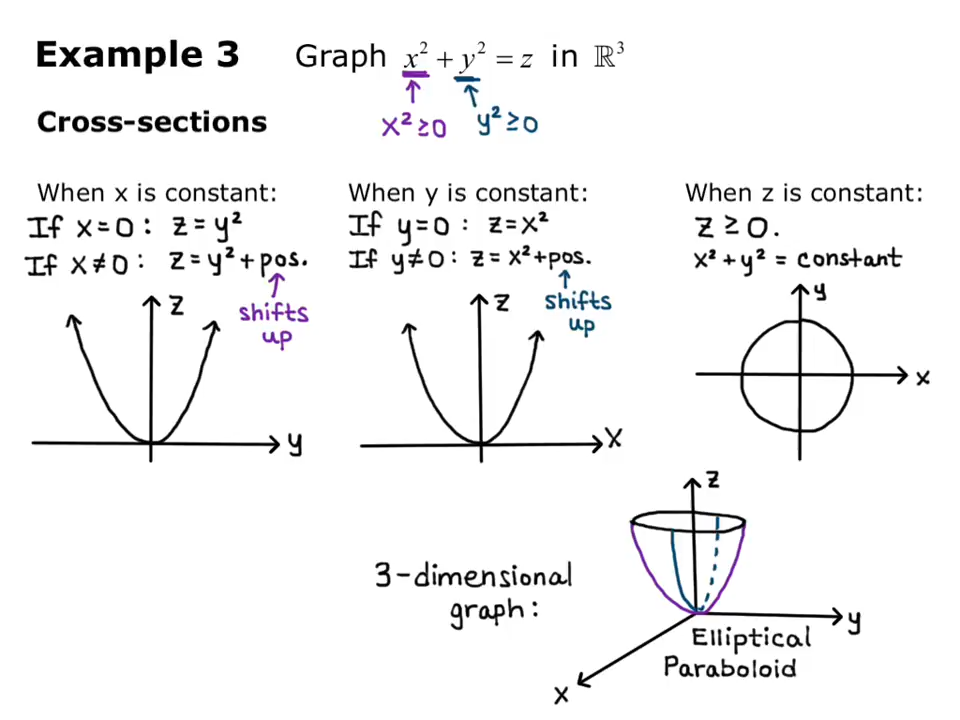 Example 3 Graph x² + y² = z in ℝ³
Cross-sections
x² ≥ 0 y² ≥ 0
When x is constant:
If x = 0 : z = y²
If x ≠ 0 : z = y² + pos.
shifts
up
z
y
When y is constant:
If y = 0 : z = x²
If y ≠ 0 : z = x² + pos.
shifts
up
z
x
When z is constant:
z ≥ 0.
x² + y² = constant
y
x
3-dimensional
graph:
z
y
x
Elliptical
Paraboloid